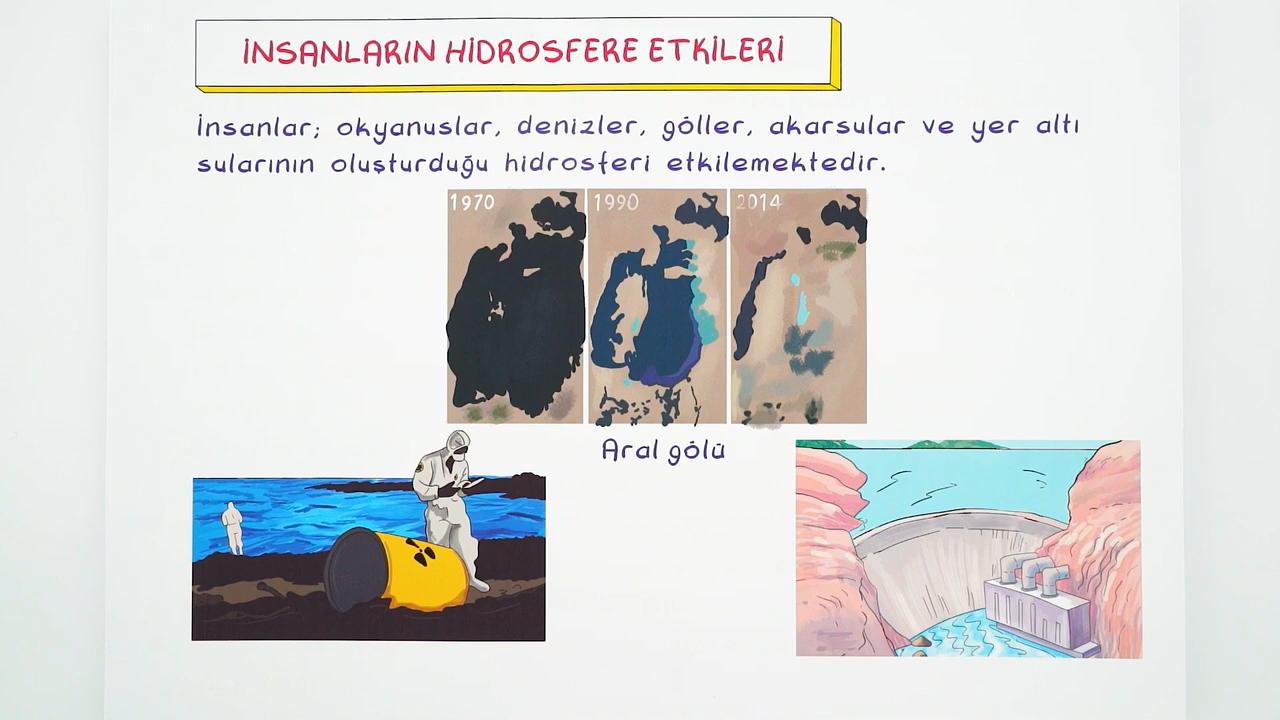 İNSANLARIN HİDROSFERE ETKİLERİ
İnsanlar; okyanuslar, denizler, göller, akarsular ve yer altı
sularının oluşturduğu hidrosferi etkilemektedir.
1970 1990 2014
Aral gölü